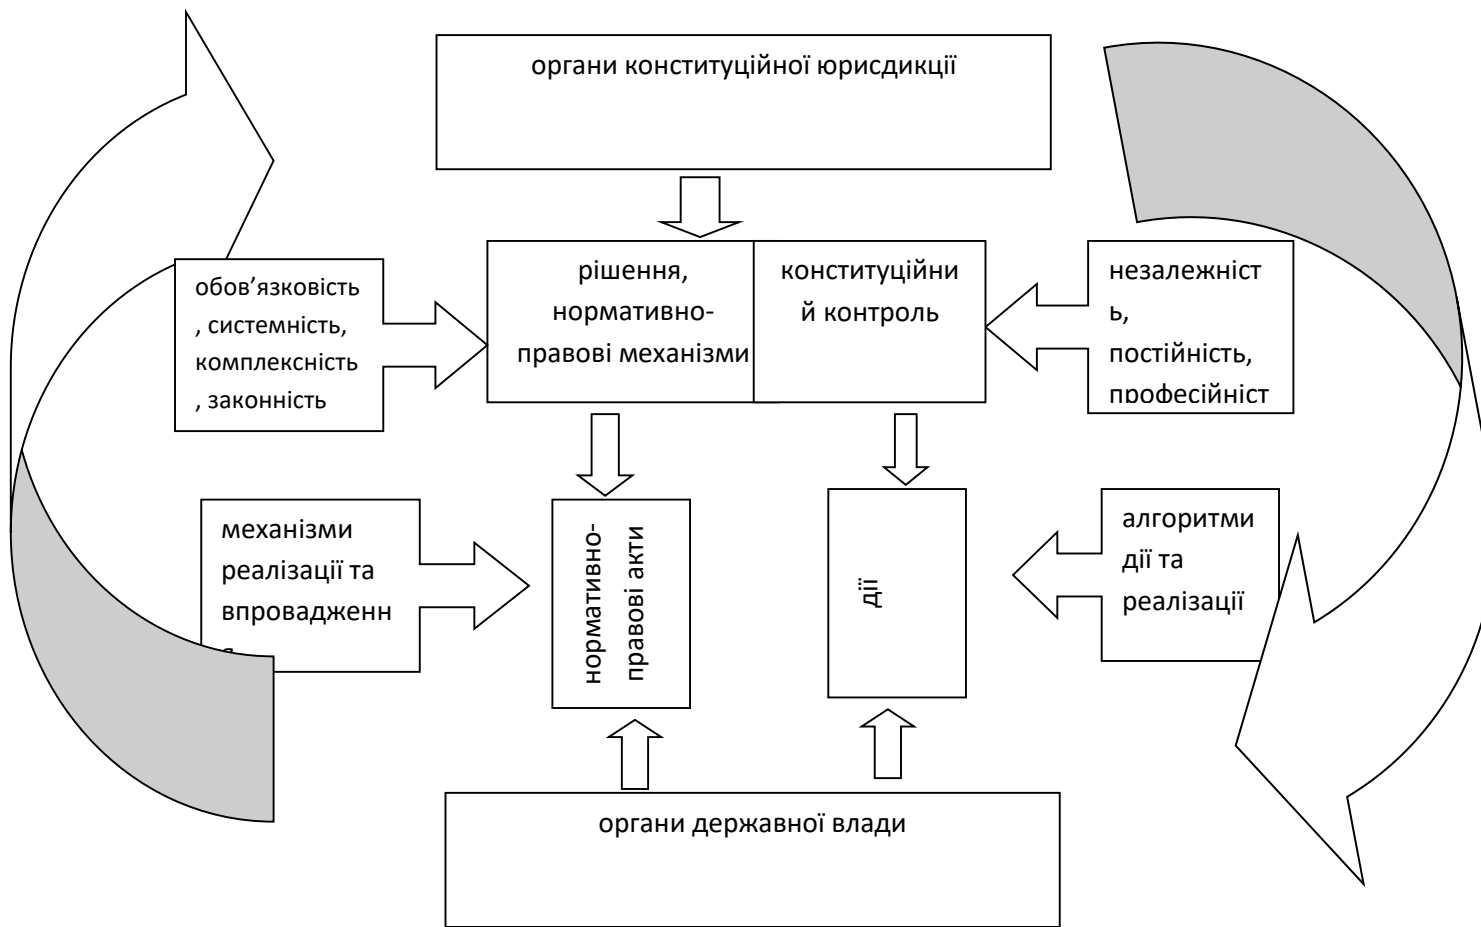 органи конституційної юрисдикції
рішення,
нормативно-
правові механізми
конституційни
й контроль
обов’язковість
, системність,
комплексність
, законність
незалежніст
ь,
постійність,
професійніст
механізми
реалізації та
впровадженн
я
нормативно-
правові акти
дії
алгоритми
дії та
реалізації
органи державної влади